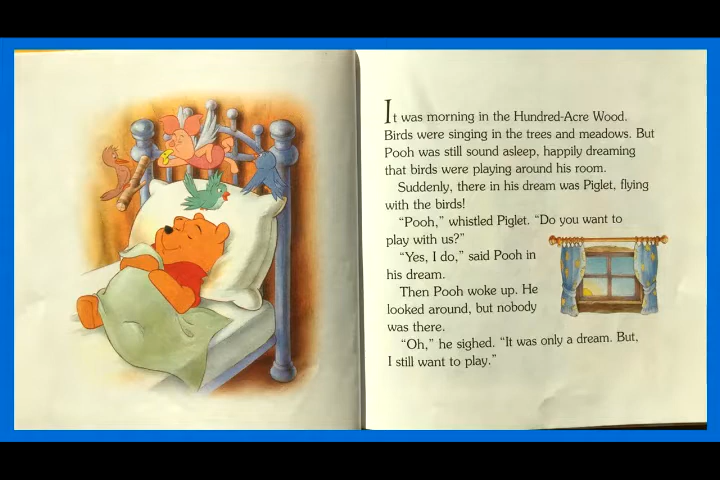 It was morning in the Hundred-Acre Wood.
Birds were singing in the trees and meadows. But
Pooh was still sound asleep, happily dreaming
that birds were playing around his room.
Suddenly, there in his dream was Piglet, flying
with the birds!
“Pooh,” whistled Piglet. “Do you want to
play with us?”
“Yes, I do,” said Pooh in
his dream.
Then Pooh woke up. He
looked around, but nobody
was there.
“Oh,” he sighed. “It was only a dream. But,
I still want to play.”